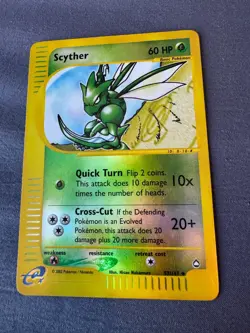 Scyther
60 HP
Basic Pokémon
Quick Turn Flip 2 coins.
This attack does 10 damage
times the number of heads.
10x
Cross-Cut If the Defending
Pokémon is an Evolved
Pokémon, this attack does 20
damage plus 20 more damage.
20+
weakness
resistance
retreat cost
e